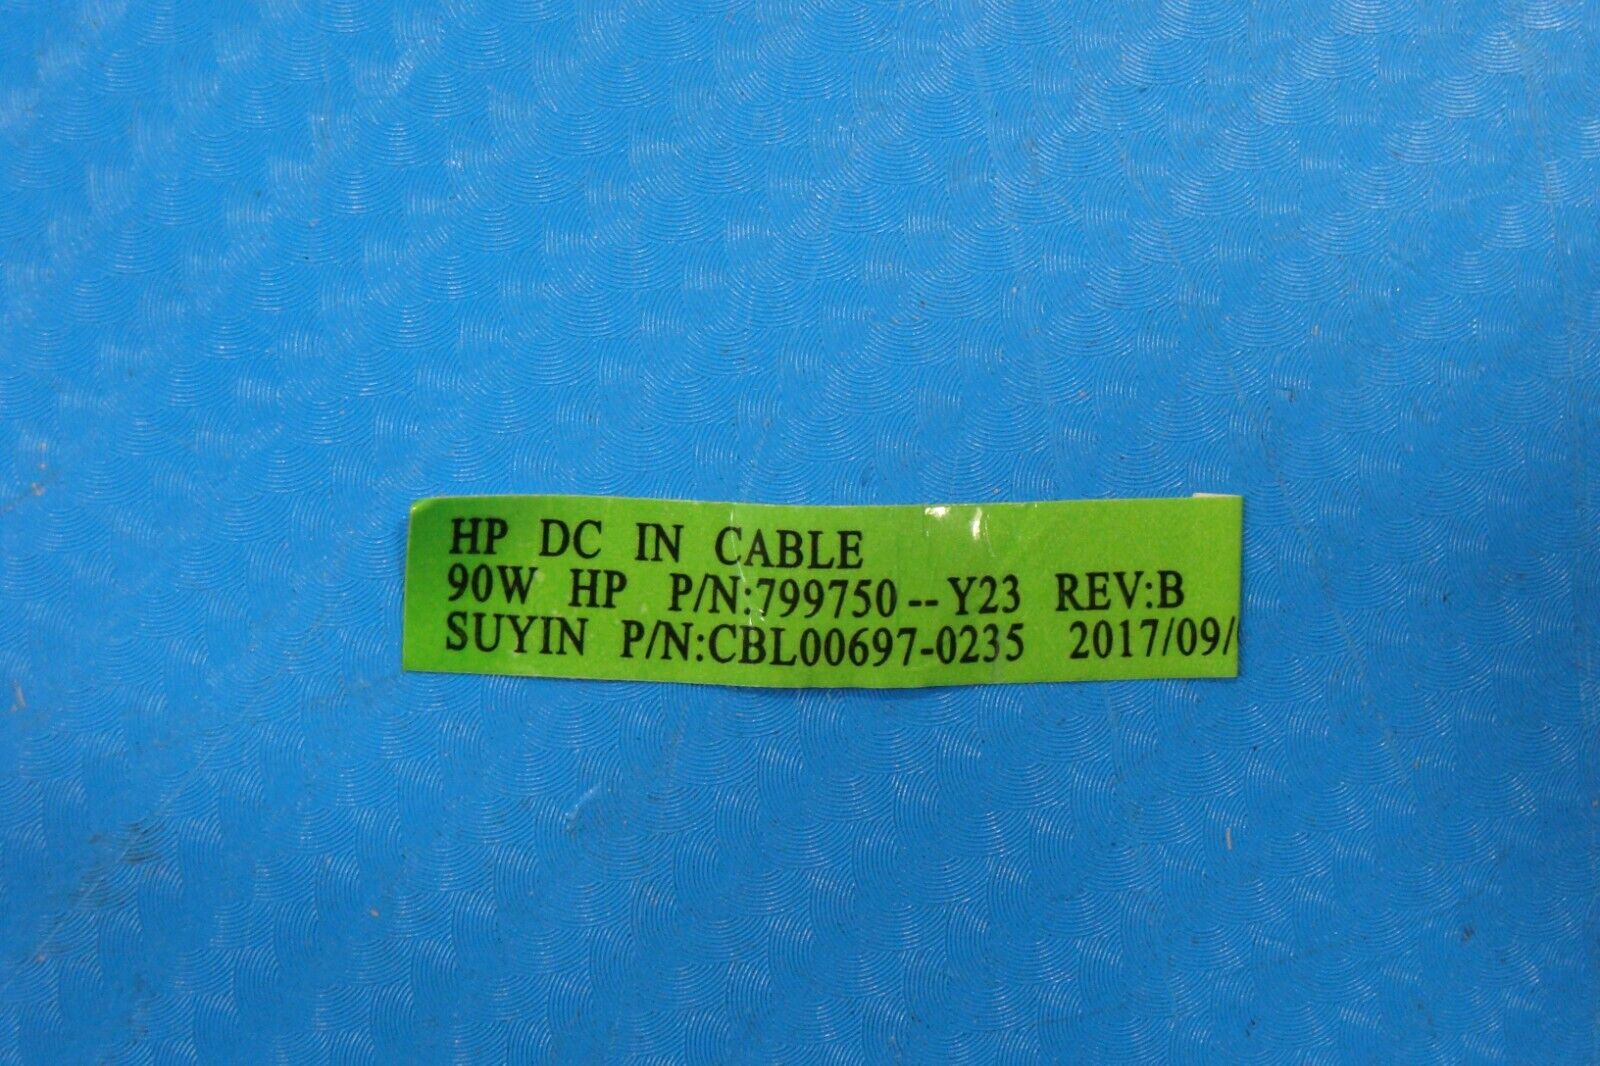 HP DC IN CABLE
90W HP P/N:799750--Y23 REV:B
SUYIN P/N:CBL00697-0235 2017/09/